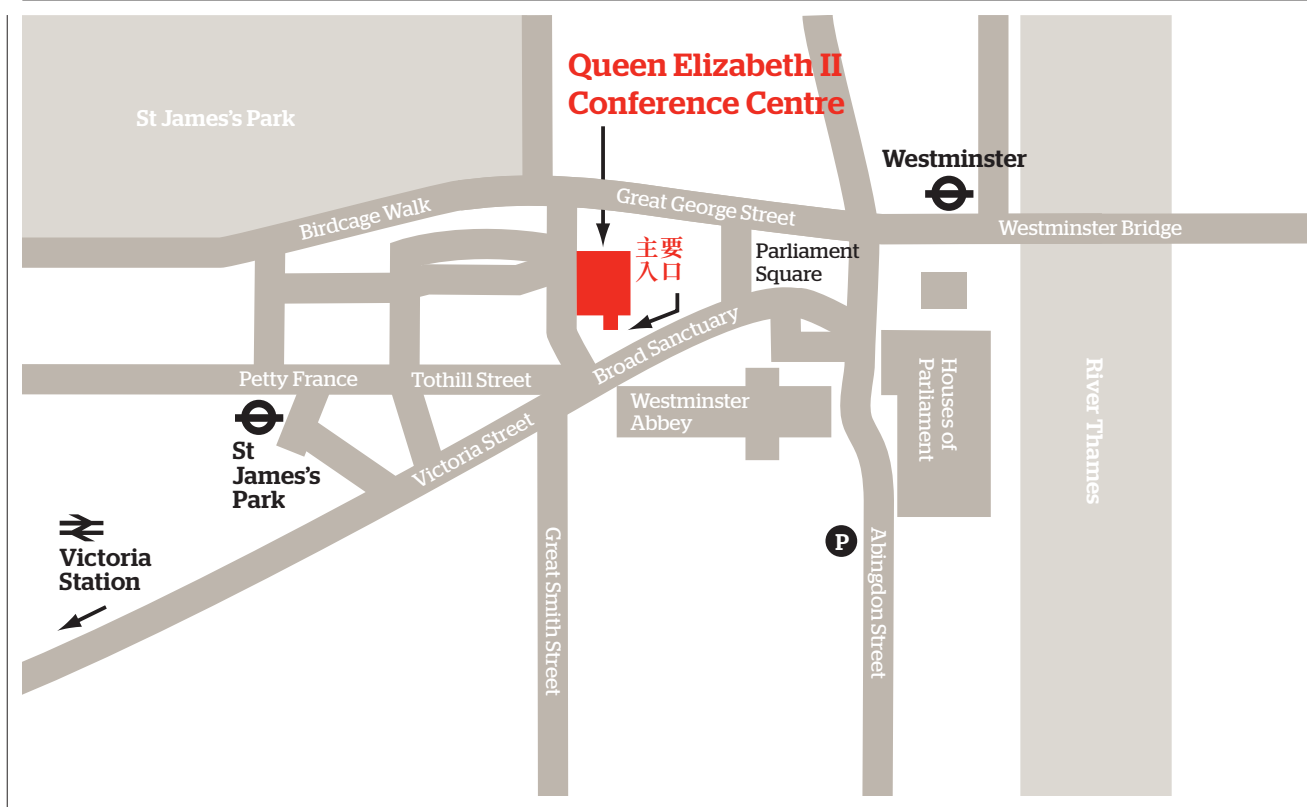 Queen Elizabeth II
Conference Centre
St James's Park
Westminster
Birdcage Walk
Great George Street
Westminster Bridge
主要
入口
Parliament
Square
Broad Sanctuary
Petty France
Tothill Street
Westminster
Abbey
Houses of
Parliament
River Thames
St
James's
Park
Victoria Street
Victoria
Station
Great Smith Street
P
Abingdon Street